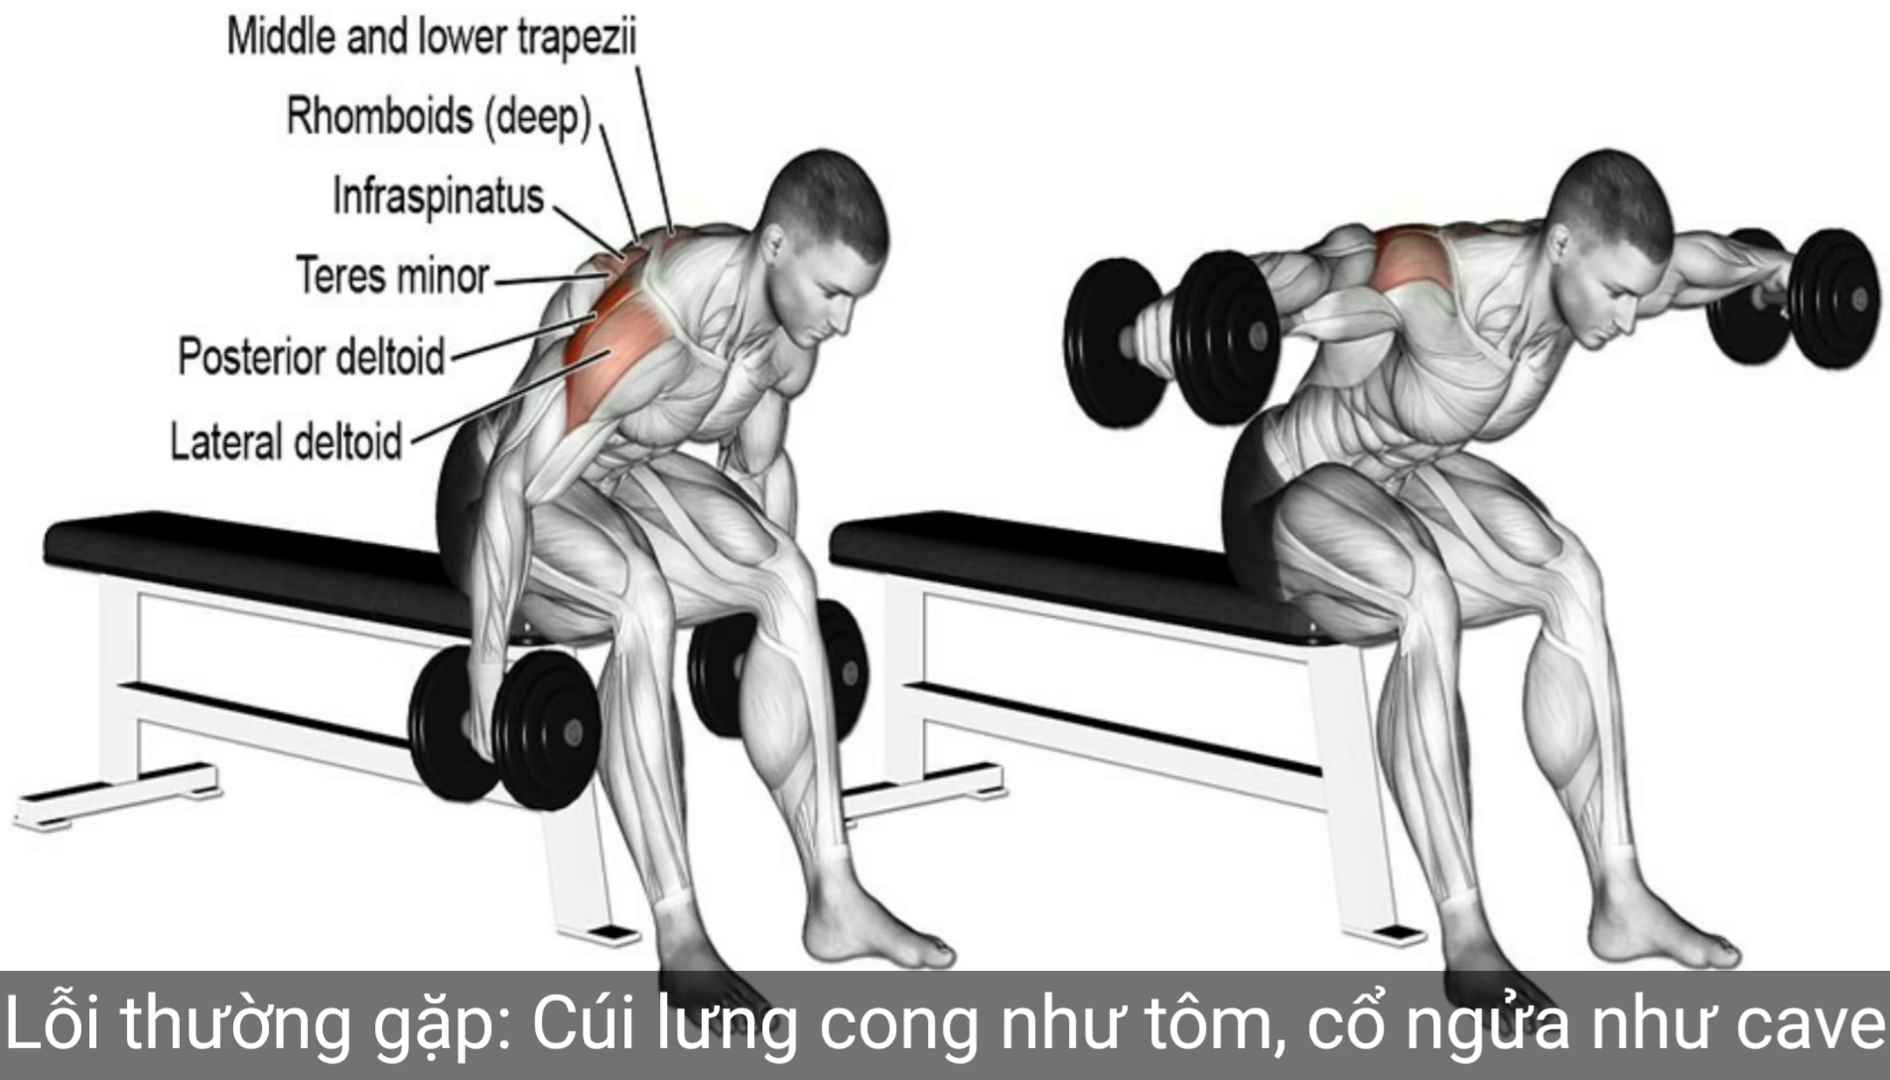 Middle and lower trapezii
Rhomboids (deep)
Infraspinatus
Teres minor
Posterior deltoid
Lateral deltoid
Lỗi thường gặp: Cúi lưng cong như tôm, cổ ngửa như cave